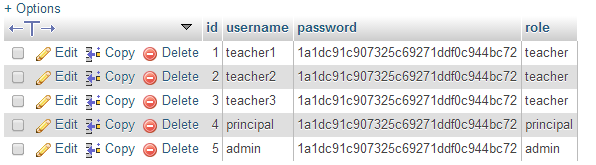 + Options
id username password role
Edit Copy Delete 1 teacher1 1a1dc91c907325c69271ddf0c944bc72 teacher
Edit Copy Delete 2 teacher2 1a1dc91c907325c69271ddf0c944bc72 teacher
Edit Copy Delete 3 teacher3 1a1dc91c907325c69271ddf0c944bc72 teacher
Edit Copy Delete 4 principal 1a1dc91c907325c69271ddf0c944bc72 principal
Edit Copy Delete 5 admin 1a1dc91c907325c69271ddf0c944bc72 admin